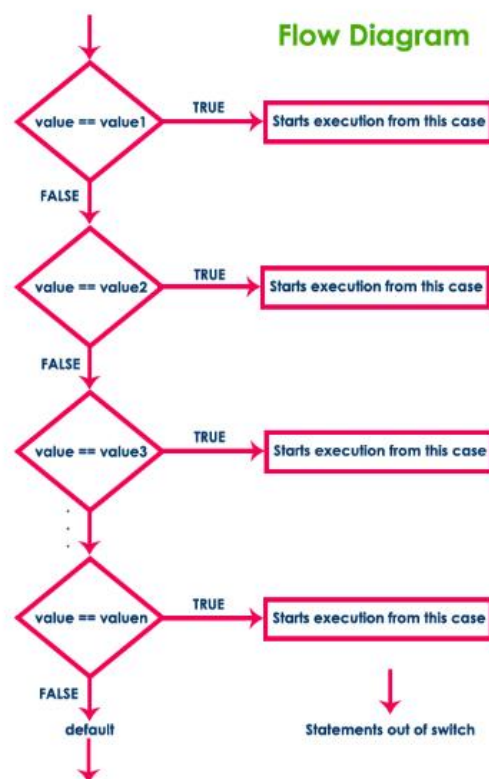 Flow Diagram
value == value1
TRUE
Starts execution from this case
FALSE
value == value2
TRUE
Starts execution from this case
FALSE
value == value3
TRUE
Starts execution from this case
.
.
.
value == valuen
TRUE
Starts execution from this case
FALSE
default
Statements out of switch